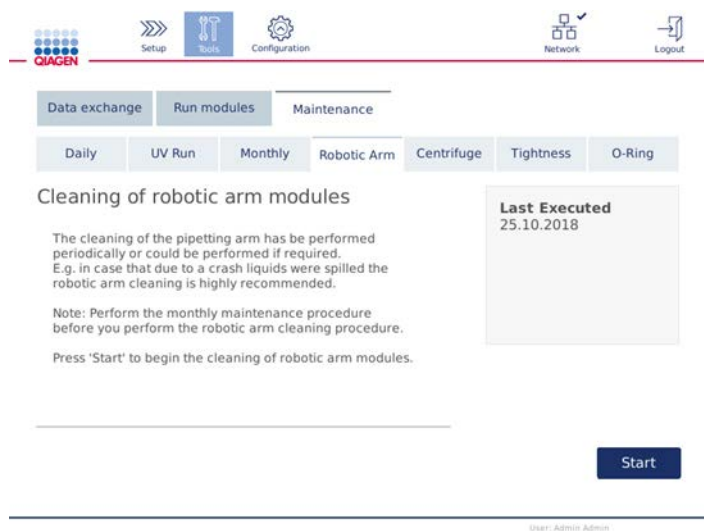 QIAGEN
Setup
Tools
Configuration
Network
Logout
Data exchange
Run modules
Maintenance
Daily
UV Run
Monthly
Robotic Arm
Centrifuge
Tightness
O-Ring
Cleaning of robotic arm modules
The cleaning of the pipetting arm has be performed
periodically or could be performed if required.
E.g. in case that due to a crash liquids were spilled the
robotic arm cleaning is highly recommended.
Note: Perform the monthly maintenance procedure
before you perform the robotic arm cleaning procedure.
Press 'Start' to begin the cleaning of robotic arm modules.
Last Executed
25.10.2018
Start
User: Admin Admin